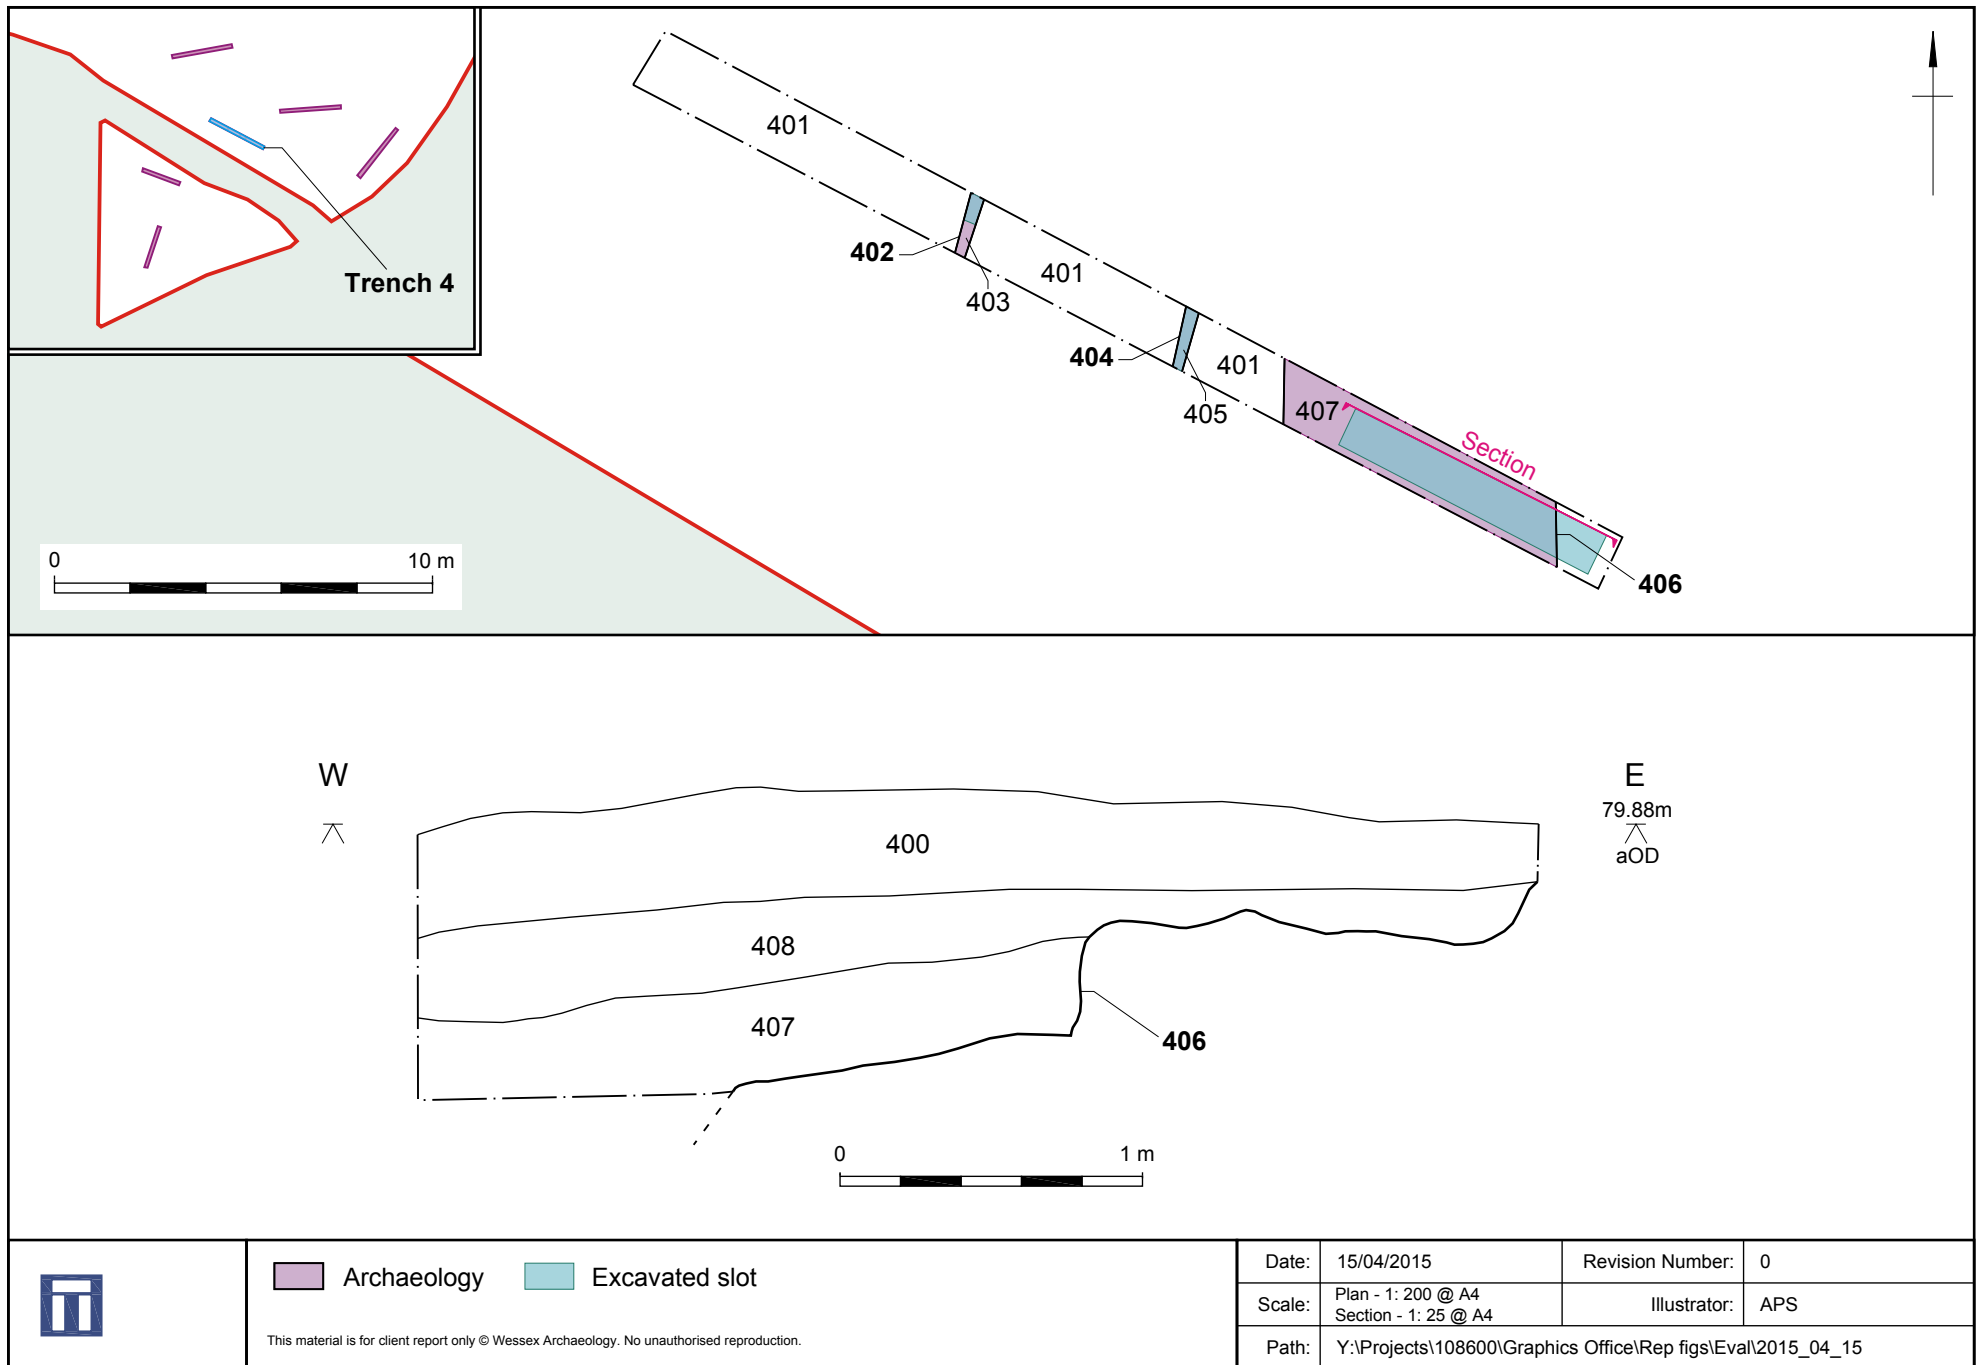 Trench 4
401
402
403
401
404
405
401
407
Section
406
0 10 m
W
E
79.88m
aOD
400
408
407
406
0 1 m
Archaeology
Excavated slot
This material is for client report only © Wessex Archaeology. No unauthorised reproduction.
Date: 15/04/2015 Revision Number: 0
Scale: Plan - 1: 200 @ A4
Section - 1: 25 @ A4
Illustrator: APS
Path: Y:\Projects\108600\Graphics Office\Rep figs\Eval\2015_04_15